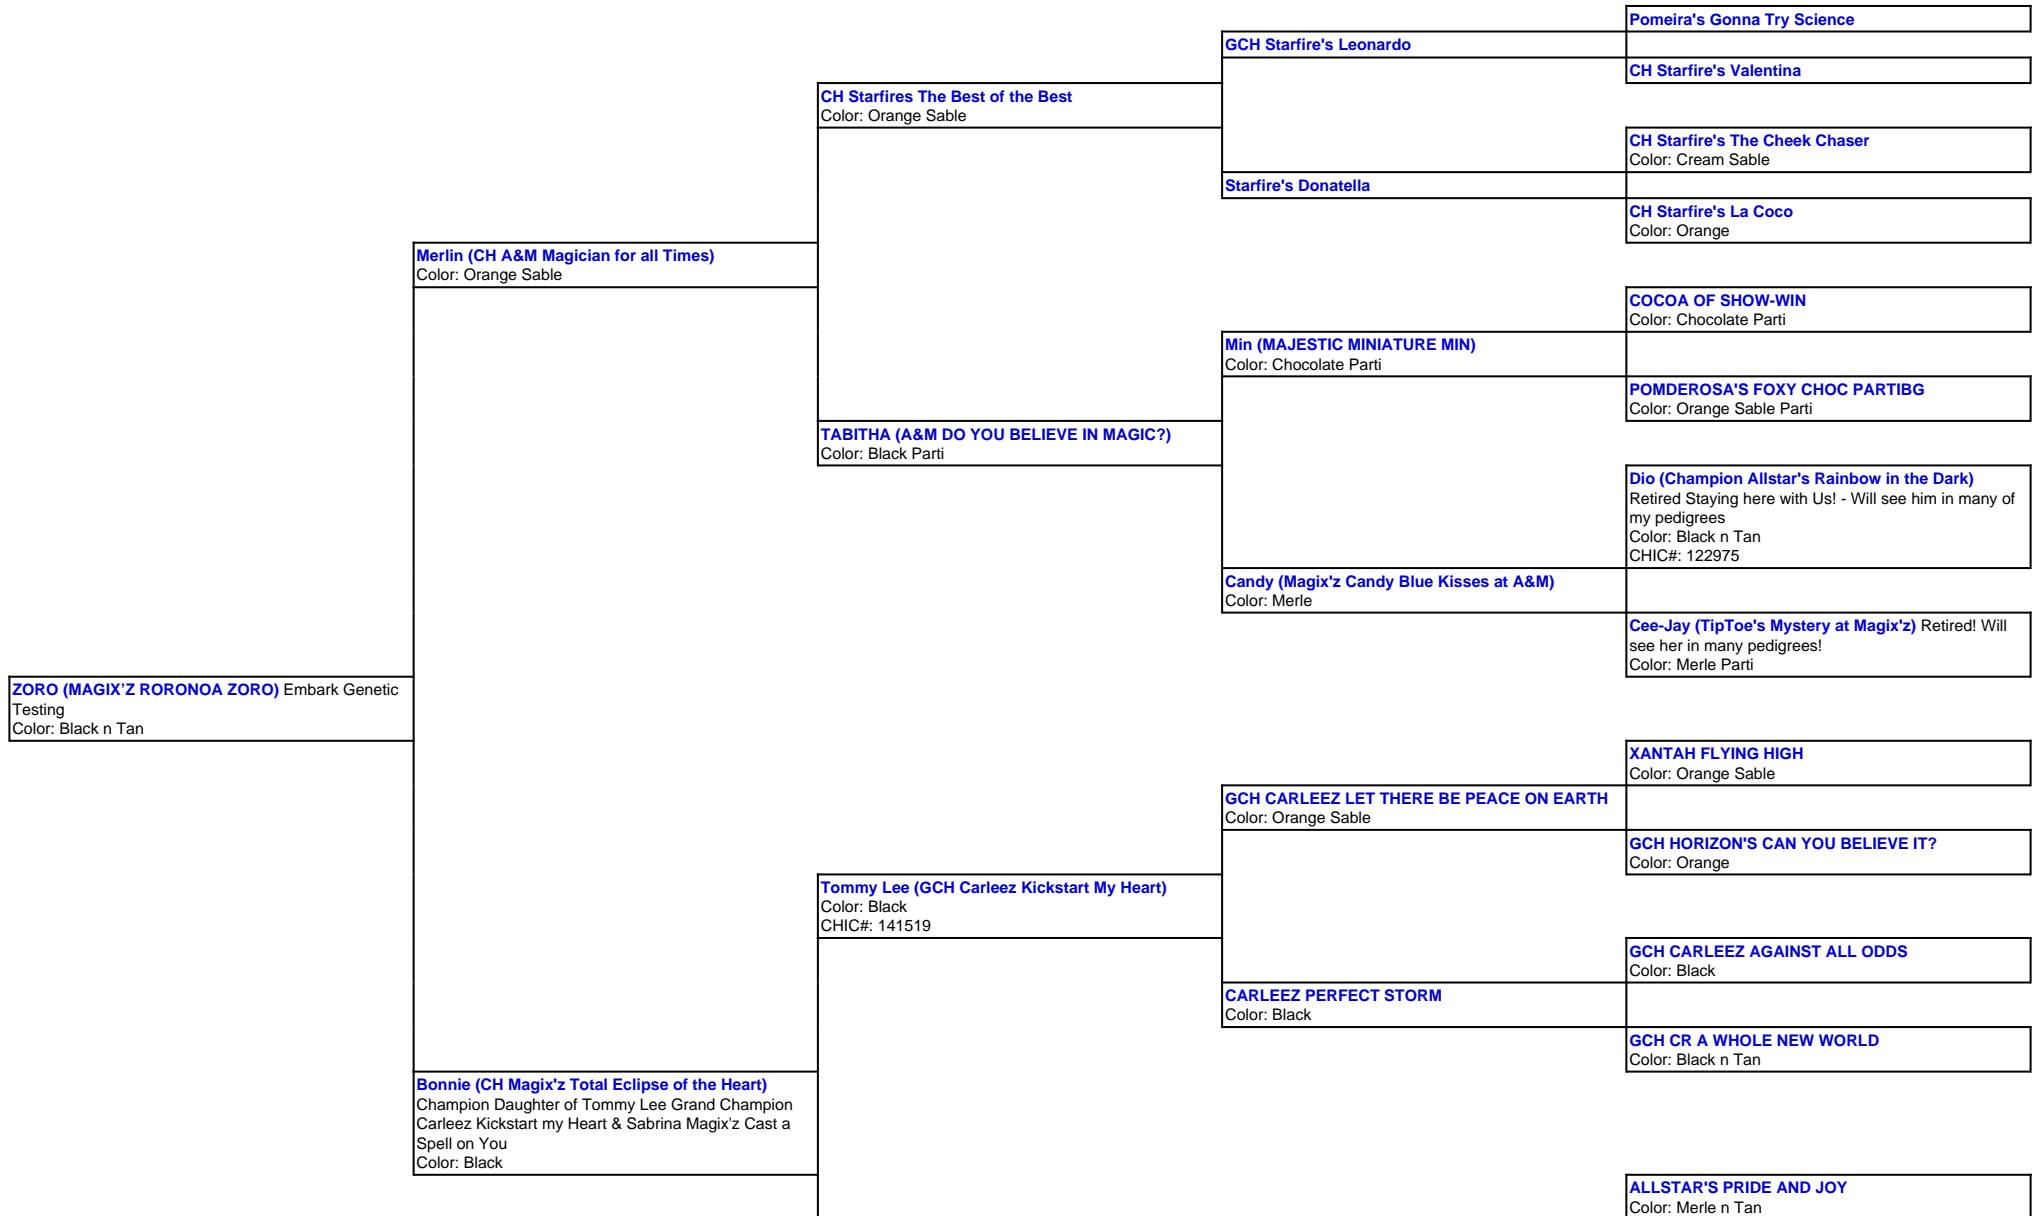 Pomeira's Gonna Try Science
GCH Starfire's Leonardo
CH Starfire's Valentina
CH Starfires The Best of the Best
Color: Orange Sable
CH Starfire's The Cheek Chaser
Color: Cream Sable
Starfire's Donatella
CH Starfire's La Coco
Color: Orange
Merlin (CH A&M Magician for all Times)
Color: Orange Sable
COCOA OF SHOW-WIN
Color: Chocolate Parti
Min (MAJESTIC MINIATURE MIN)
Color: Chocolate Parti
POMDEROSA'S FOXY CHOC PARTIBG
Color: Orange Sable Parti
TABITHA (A&M DO YOU BELIEVE IN MAGIC?)
Color: Black Parti
Dio (Champion Allstar's Rainbow in the Dark)
Retired Staying here with Us! - Will see him in many of
my pedigrees
Color: Black n Tan
CHIC#: 122975
Candy (Magix'z Candy Blue Kisses at A&M)
Color: Merle
Cee-Jay (TipToe's Mystery at Magix'z) Retired! Will
see her in many pedigrees!
Color: Merle Parti
ZORO (MAGIX’Z RORONOA ZORO) Embark Genetic
Testing
Color: Black n Tan
XANTAH FLYING HIGH
Color: Orange Sable
GCH CARLEEZ LET THERE BE PEACE ON EARTH
Color: Orange Sable
GCH HORIZON'S CAN YOU BELIEVE IT?
Color: Orange
Tommy Lee (GCH Carleez Kickstart My Heart)
Color: Black
CHIC#: 141519
GCH CARLEEZ AGAINST ALL ODDS
Color: Black
CARLEEZ PERFECT STORM
Color: Black
GCH CR A WHOLE NEW WORLD
Color: Black n Tan
Bonnie (CH Magix'z Total Eclipse of the Heart)
Champion Daughter of Tommy Lee Grand Champion
Carleez Kickstart my Heart & Sabrina Magix'z Cast a
Spell on You
Color: Black
ALLSTAR'S PRIDE AND JOY
Color: Merle n Tan